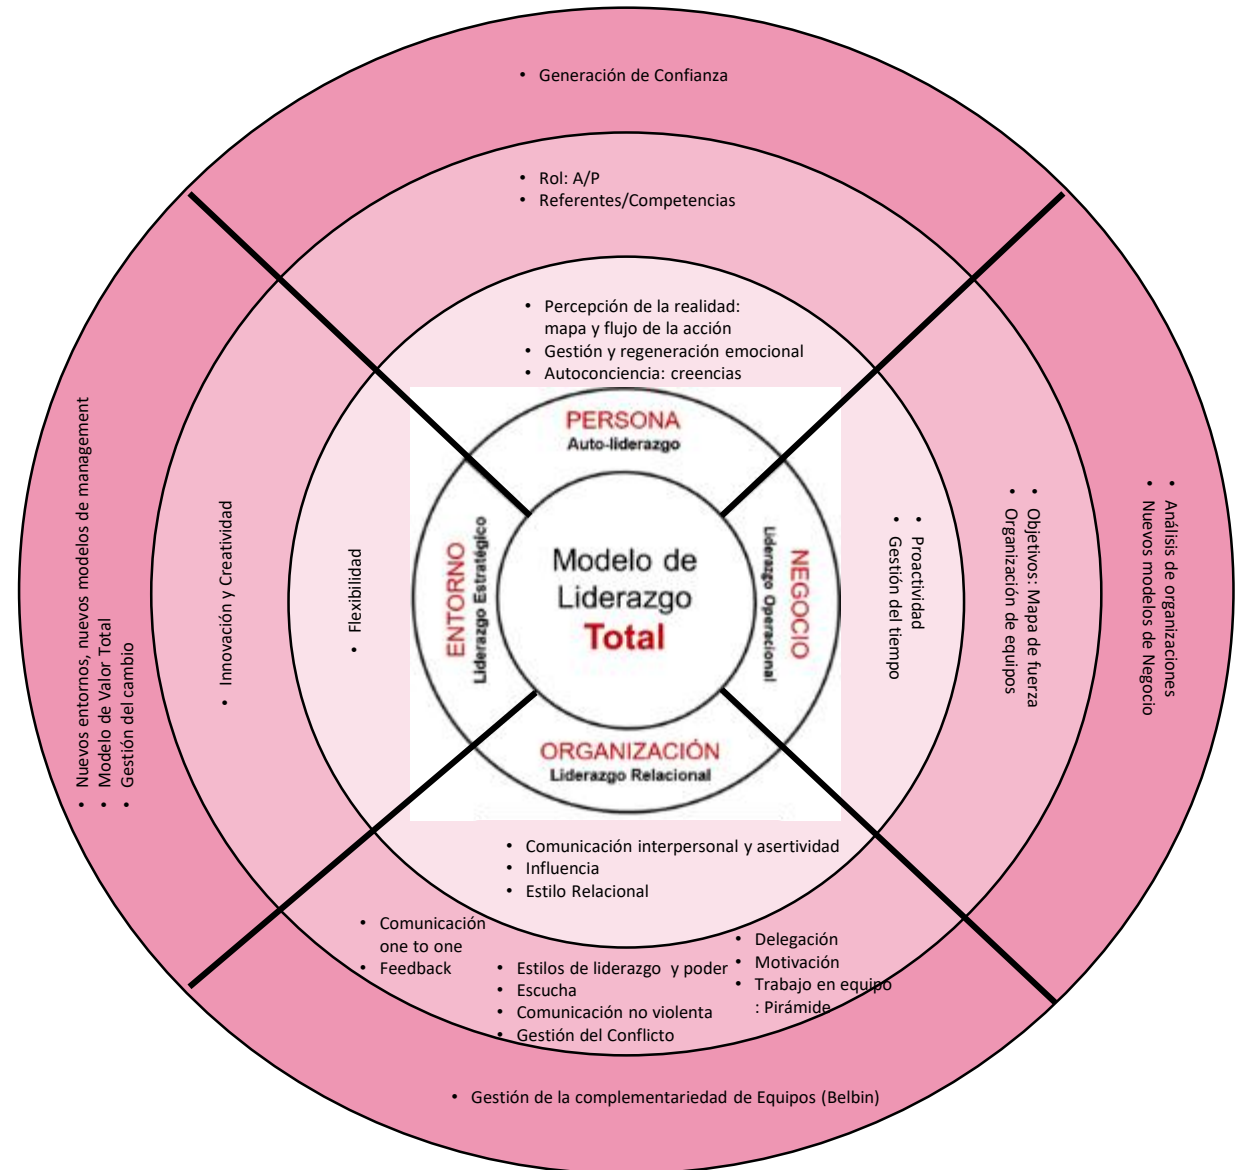 • Generación de Confianza
• Rol: A/P
• Referentes/Competencias
• Percepción de la realidad:
mapa y flujo de la acción
• Gestión y regeneración emocional
• Autoconciencia: creencias
PERSONA
Auto-liderazgo
• Nuevos entornos, nuevos modelos de management
• Modelo de Valor Total
• Gestión del cambio
• Innovación y Creatividad
• Flexibilidad
ENTORNO
Liderazgo Estratégico
Modelo de
Liderazgo
Total
NEGOCIO
Liderazgo Operacional
• Proactividad
• Gestión del tiempo
• Objetivos: Mapa de fuerza
• Organización de equipos
• Análisis de organizaciones
• Nuevos modelos de Negocio
ORGANIZACIÓN
Liderazgo Relacional
• Comunicación interpersonal y asertividad
• Influencia
• Estilo Relacional
• Comunicación
one to one
• Feedback
• Estilos de liderazgo y poder
• Escucha
• Comunicación no violenta
• Gestión del Conflicto
• Delegación
• Motivación
• Trabajo en equipo
: Pirámide
• Gestión de la complementariedad de Equipos (Belbin)